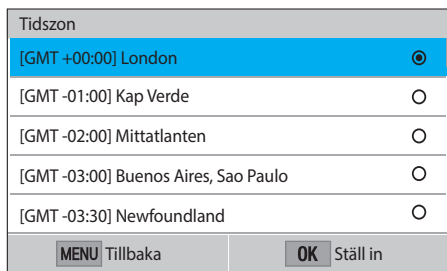 Tidszon
[GMT +00:00] London
[GMT -01:00] Kap Verde
[GMT -02:00] Mittatlanten
[GMT -03:00] Buenos Aires, Sao Paulo
[GMT -03:30] Newfoundland
MENU Tillbaka OK Ställ in